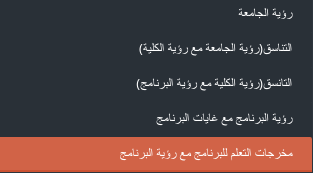 رؤية الجامعة
التناسق(رؤية الجامعة مع رؤية الكلية)
التانسق(رؤية الكلية مع رؤية البرنامج)
رؤية البرنامج مع غايات البرنامج
مخرجات التعلم للبرنامج مع رؤية البرنامج